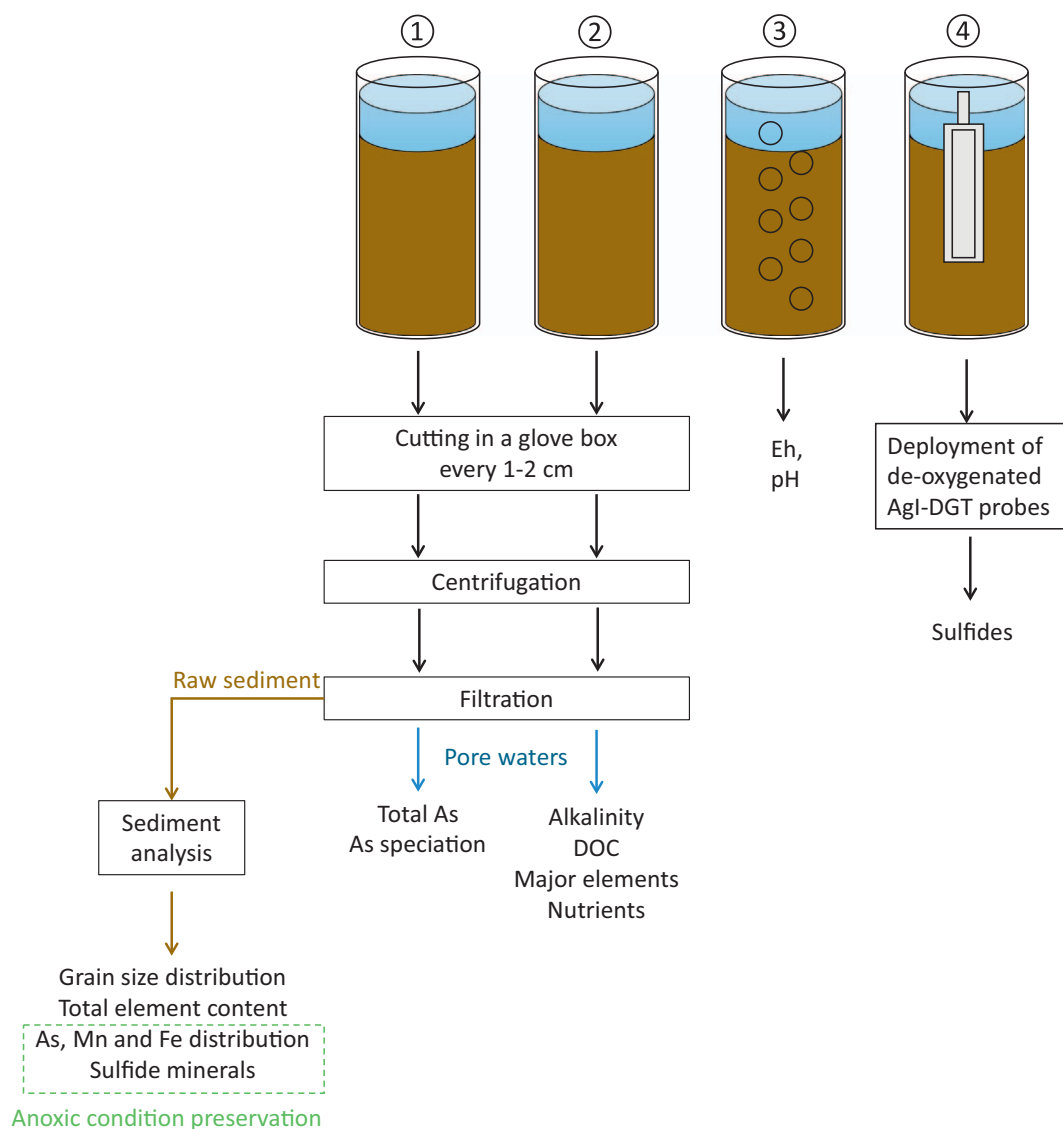 1
2
3
4
Cutting in a glove box
every 1-2 cm
Eh,
pH
Deployment of
de-oxygenated
AgI-DGT probes
Centrifugation
Sulfides
Raw sediment
Filtration
Pore waters
Total As
As speciation
Alkalinity
DOC
Major elements
Nutrients
Sediment
analysis
Grain size distribution
Total element content
As, Mn and Fe distribution
Sulfide minerals
Anoxic condition preservation